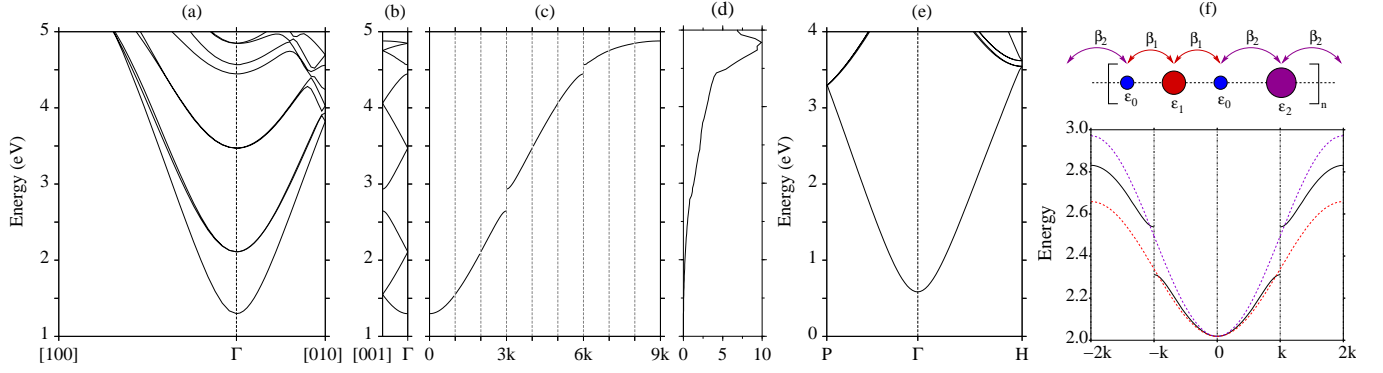 (a)
(b)
(c)
(d)
(e)
(f)
Energy (eV)
5
4
3
2
1
[100]
Γ
[010]
[001]
Γ
0
3k
6k
9k
0
5
10
Energy (eV)
4
3
2
1
0
P
Γ
H
β2
β1
β1
β2
β2
ε0
ε1
ε0
ε2
n
Energy
3.0
2.8
2.6
2.4
2.2
2.0
−2k
−k
0
k
2k